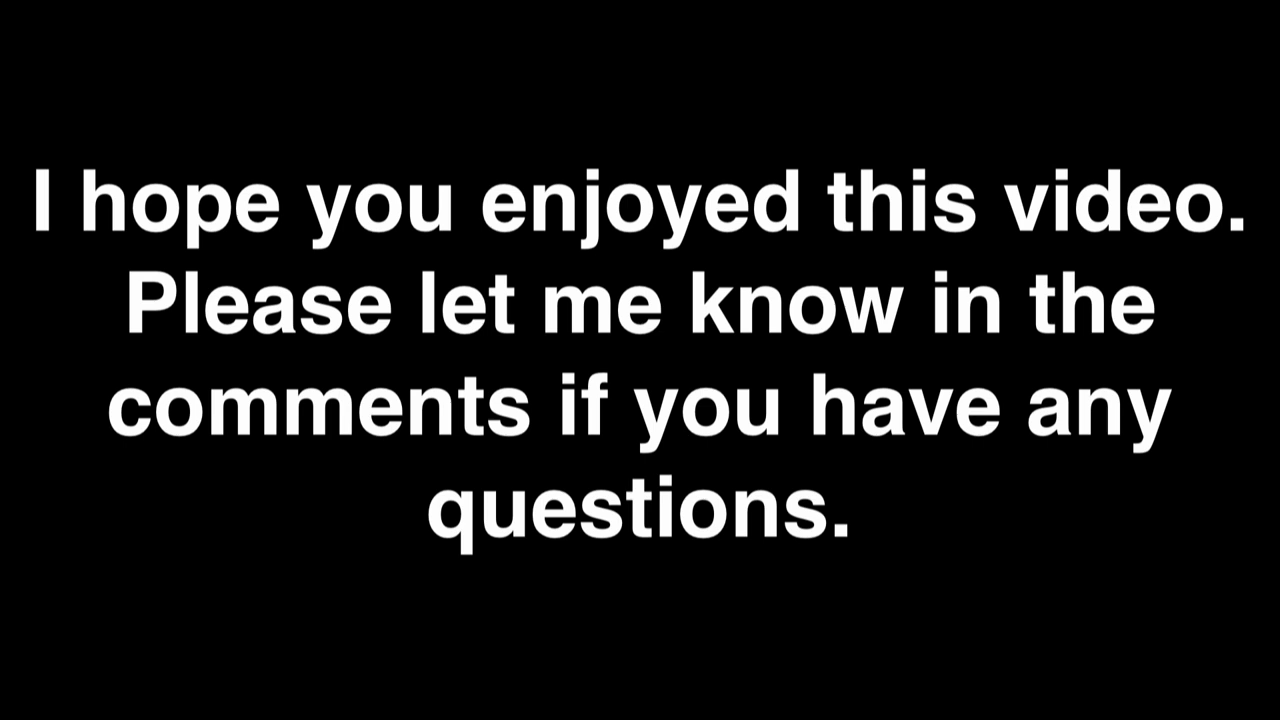 I hope you enjoyed this video.
Please let me know in the
comments if you have any
questions.